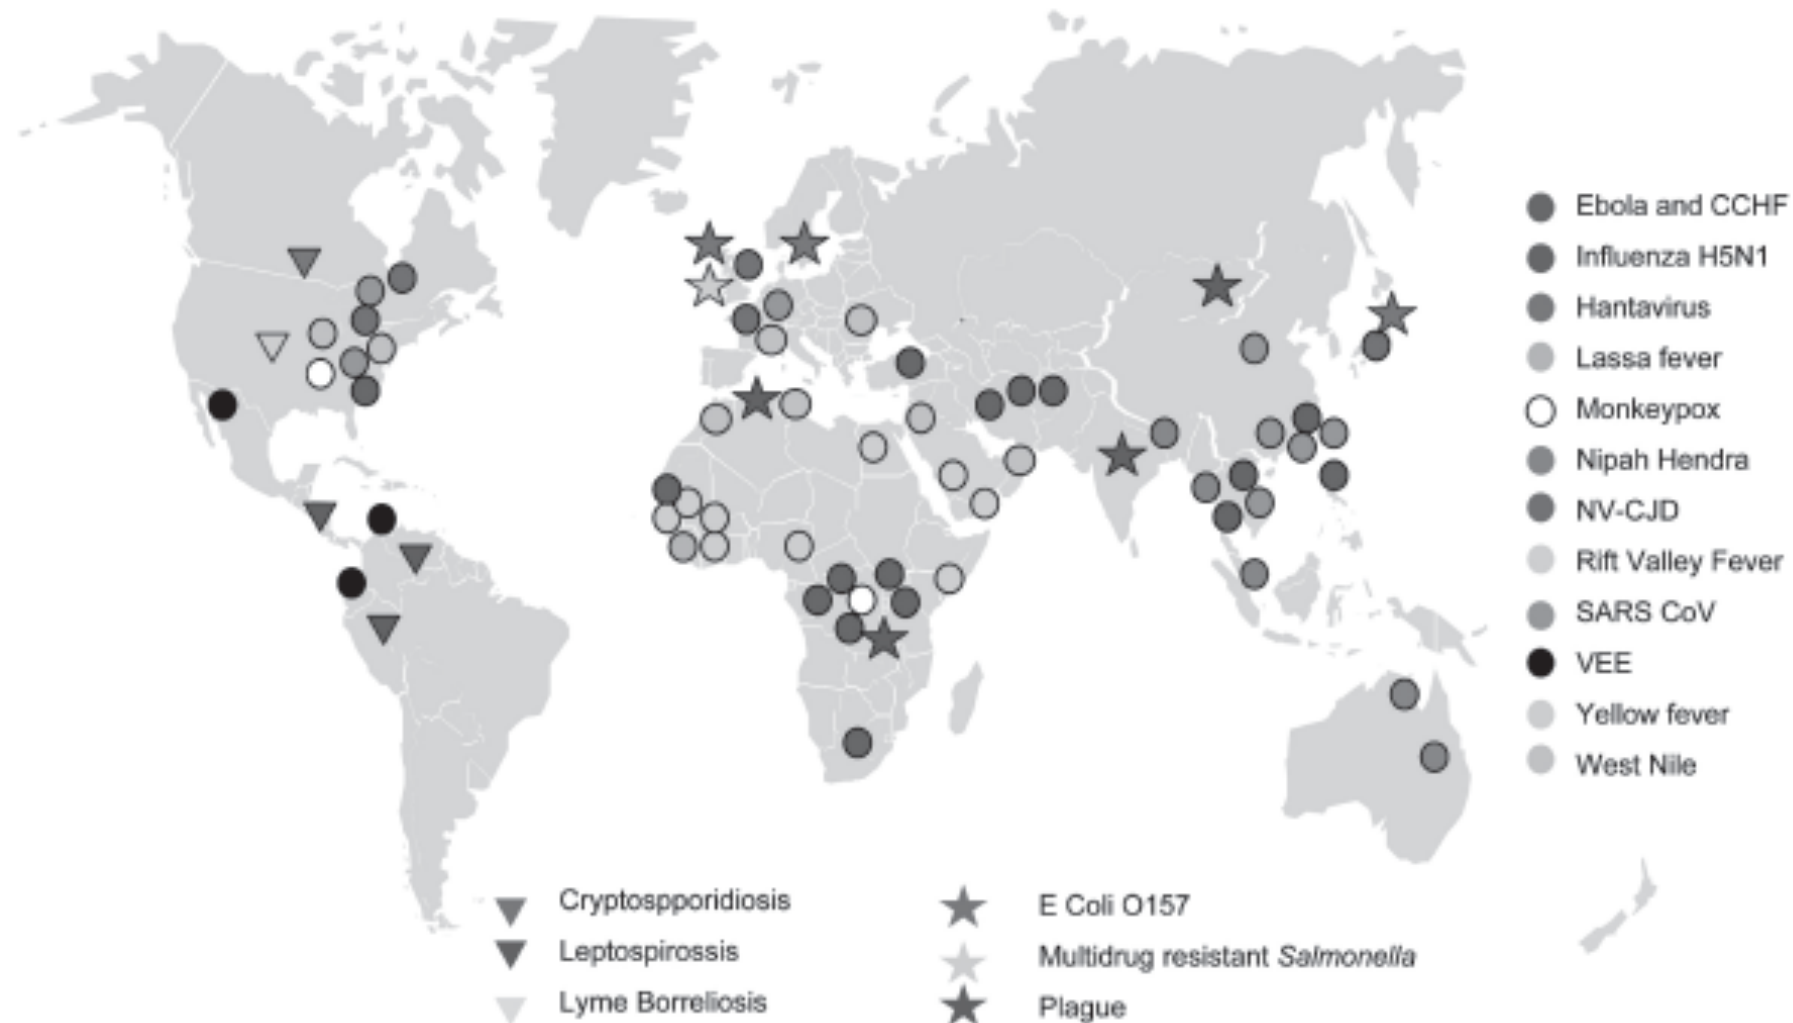 Ebola and CCHF
Influenza H5N1
Hantavirus
Lassa fever
Monkeypox
Nipah Hendra
NV-CJD
Rift Valley Fever
SARS CoV
VEE
Yellow fever
West Nile
Cryptospporidiosis
Leptospirossis
Lyme Borreliosis
E Coli O157
Multidrug resistant Salmonella
Plague